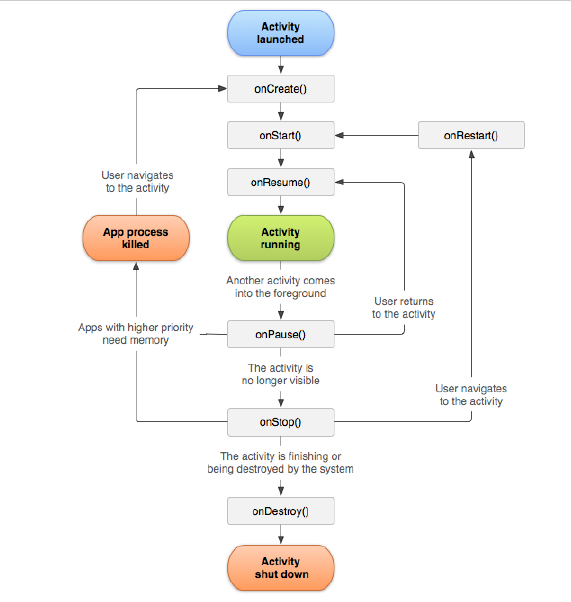 Activity
launched
onCreate()
onStart()
onRestart()
User navigates
to the activity
onResume()
App process
killed
Activity
running
Another activity comes
into the foreground
User returns
to the activity
Apps with higher priority
need memory
onPause()
The activity is
no longer visible
User navigates
to the activity
onStop()
The activity is finishing or
being destroyed by the system
onDestroy()
Activity
shut down